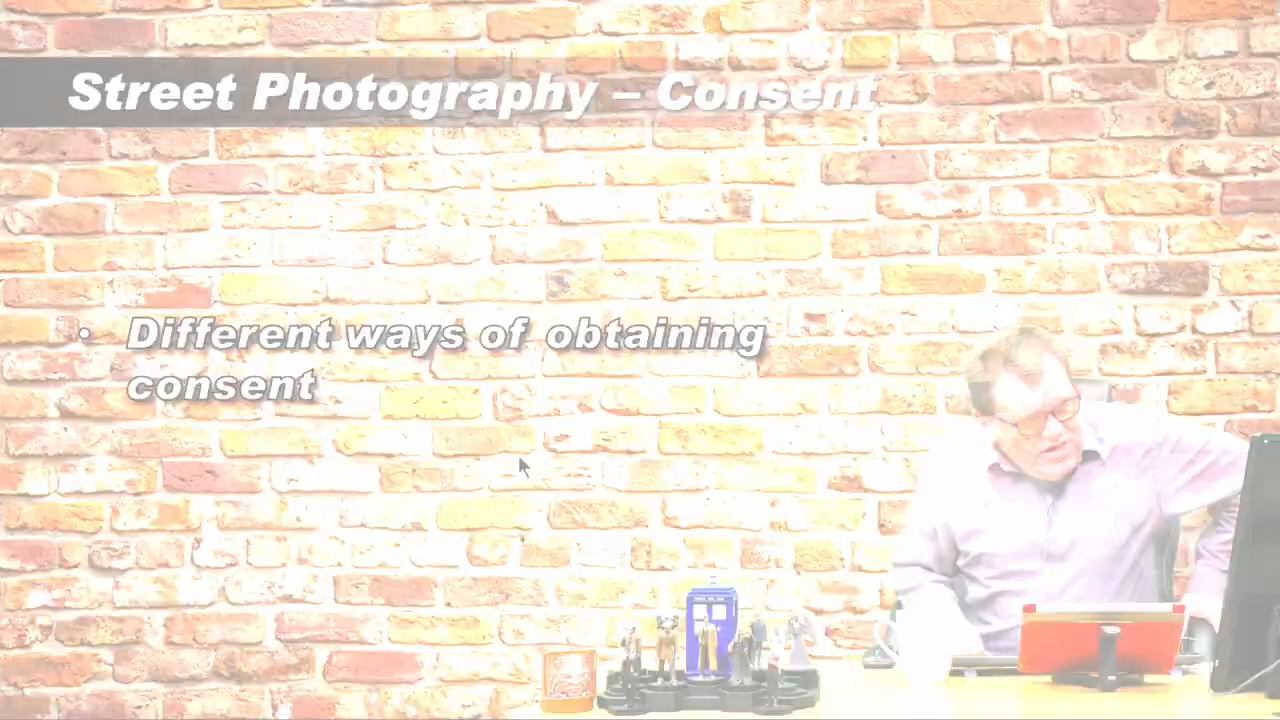 Street Photography – Consent
• Different ways of obtaining
consent